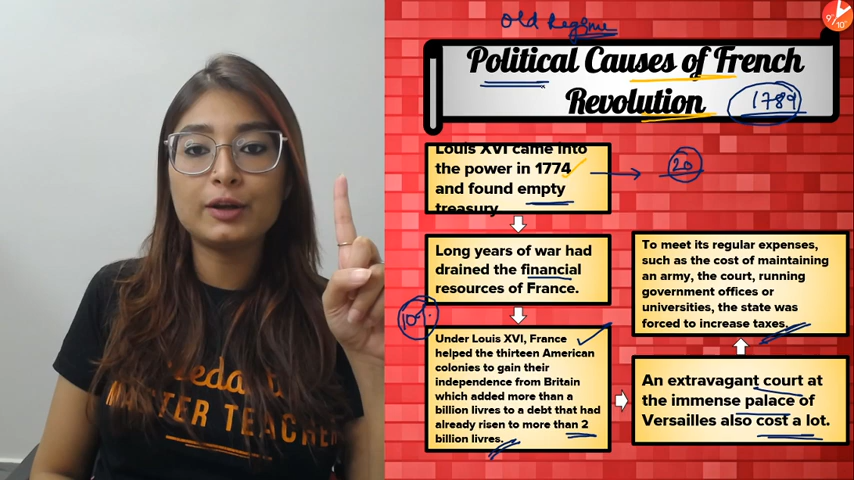 Old Regime
Political Causes of French
Revolution
1789
Louis XVI came into
the power in 1774
and found empty
treasury
20
Long years of war had
drained the financial
resources of France.
10%
Under Louis XVI, France
helped the thirteen American
colonies to gain their
independence from Britain
which added more than a
billion livres to a debt that had
already risen to more than 2
billion livres.
To meet its regular expenses,
such as the cost of maintaining
an army, the court, running
government offices or
universities, the state was
forced to increase taxes.
An extravagant court at
the immense palace of
Versailles also cost a lot.
MASTER TEACHER